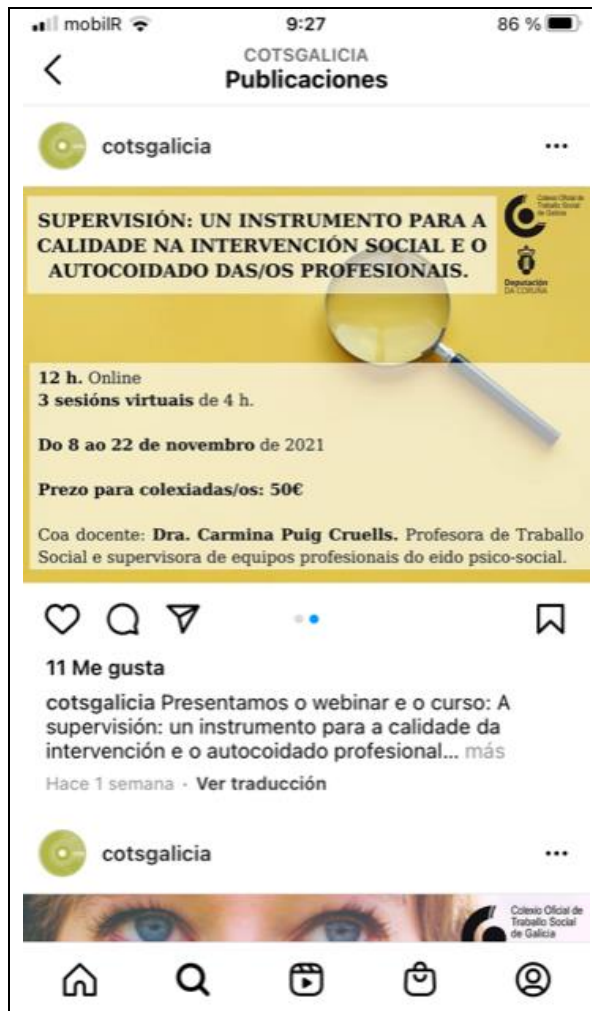 mobilR 9:27 86 %
COTSGALICIA
Publicaciones
cotsgalicia
SUPERVISIÓN: UN INSTRUMENTO PARA A
CALIDADE NA INTERVENCIÓN SOCIAL E O
AUTOCOIDADO DAS/OS PROFESIONAIS.
Colexio Oficial de
Traballo Social
de Galicia
Deputación
DA CORUÑA
12 h. Online
3 sesións virtuais de 4 h.
Do 8 ao 22 de novembro de 2021
Prezo para colexiadas/os: 50€
Coa docente: Dra. Carmina Puig Cruells. Profesora de Traballo
Social e supervisora de equipos profesionais do eido psico-social.
11 Me gusta
cotsgalicia Presentamos o webinar e o curso: A
supervisión: un instrumento para a calidade da
intervención e o autocoidado profesional... más
Hace 1 semana · Ver traducción
cotsgalicia
Colexio Oficial de
Traballo Social
de Galicia